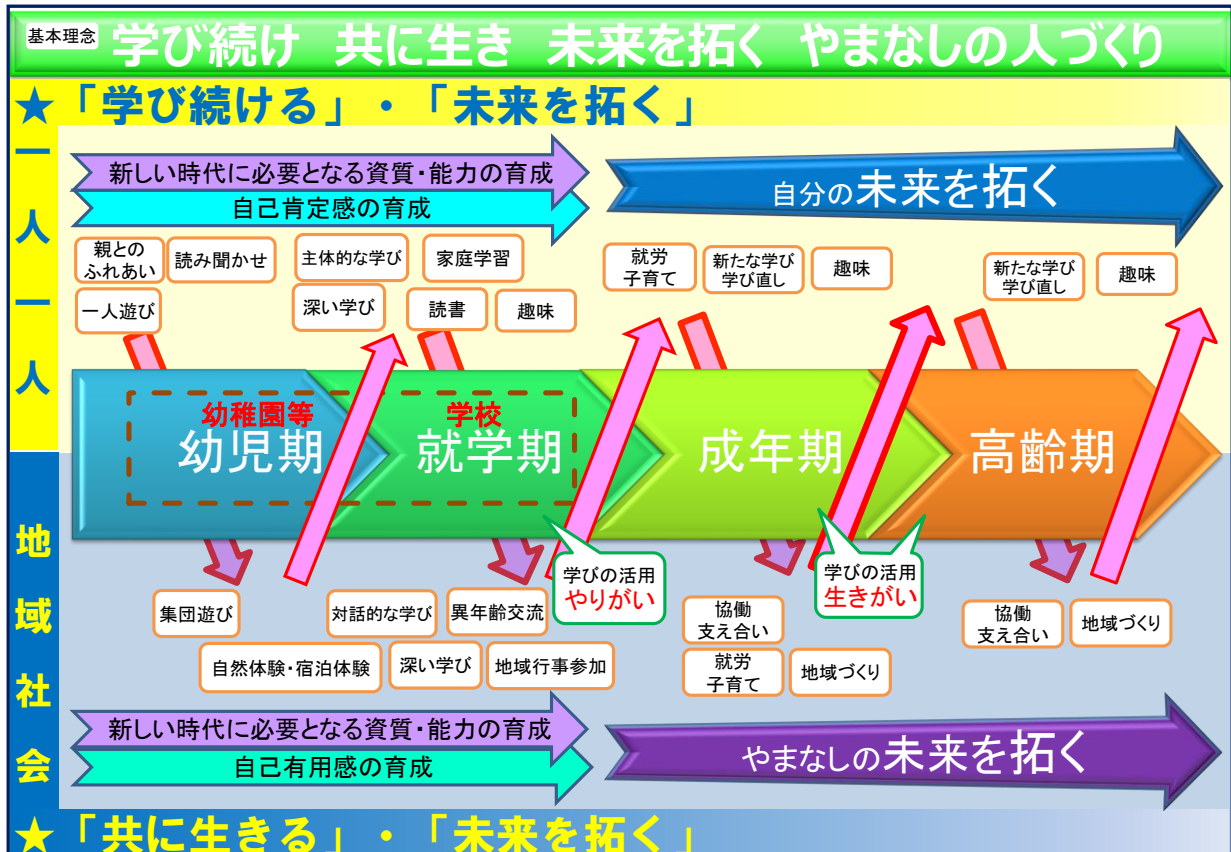 基本理念
学び続け 共に生き 未来を拓く やまなしの人づくり
★「学び続ける」・「未来を拓く」
一人一人
新しい時代に必要となる資質・能力の育成
自己肯定感の育成
自分の未来を拓く
親との
ふれあい
読み聞かせ
一人遊び
主体的な学び
家庭学習
深い学び
読書
趣味
就労
子育て
新たな学び
学び直し
趣味
新たな学び
学び直し
趣味
幼稚園等
学校
幼児期
就学期
成年期
高齢期
地域社会
学びの活用
やりがい
学びの活用
生きがい
集団遊び
対話的な学び
異年齢交流
自然体験・宿泊体験
深い学び
地域行事参加
協働
支え合い
就労
子育て
地域づくり
協働
支え合い
地域づくり
新しい時代に必要となる資質・能力の育成
自己有用感の育成
やまなしの未来を拓く
★「共に生きる」・「未来を拓く」